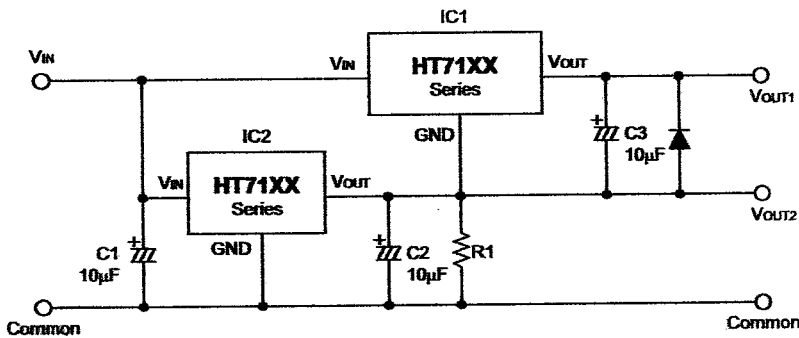 IC1
VIN
VIN
HT71XX
Series
VOUT
VOUT1
GND
+
C3
10μF
IC2
VIN
HT71XX
Series
VOUT
VOUT2
GND
+
C1
10μF
+
C2
10μF
R1
Common
Common